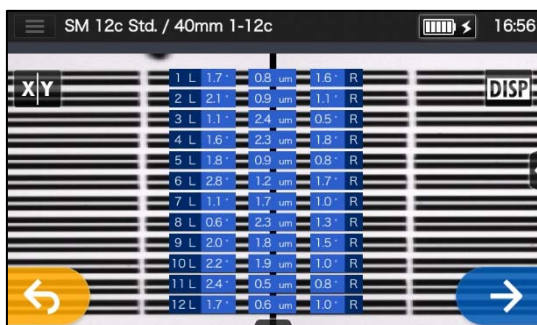 SM 12c Std. / 40mm 1-12c 16:56
X|Y DISP
1 L 1.7° 0.8 um 1.6° R
2 L 2.1° 0.9 um 1.1° R
3 L 1.1° 2.4 um 0.5° R
4 L 1.6° 2.3 um 1.8° R
5 L 1.8° 0.9 um 0.8° R
6 L 2.8° 1.2 um 1.7° R
7 L 1.1° 1.7 um 1.0° R
8 L 0.6° 2.3 um 1.3° R
9 L 2.0° 1.8 um 1.5° R
10 L 2.2° 1.9 um 1.0° R
11 L 2.4° 0.5 um 0.8° R
12 L 1.7° 0.6 um 1.0° R